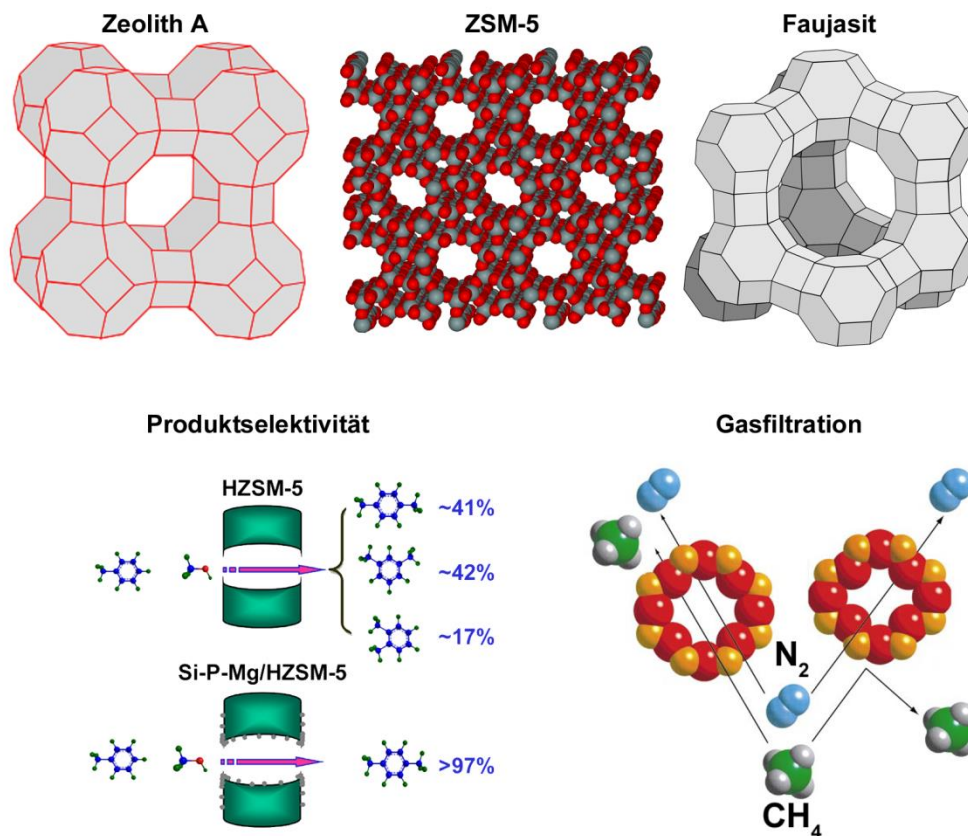 Zeolith A
ZSM-5
Faujasit
Produktselektivität
HZSM-5
~41%
~42%
~17%
Si-P-Mg/HZSM-5
>97%
Gasfiltration
N₂
CH₄